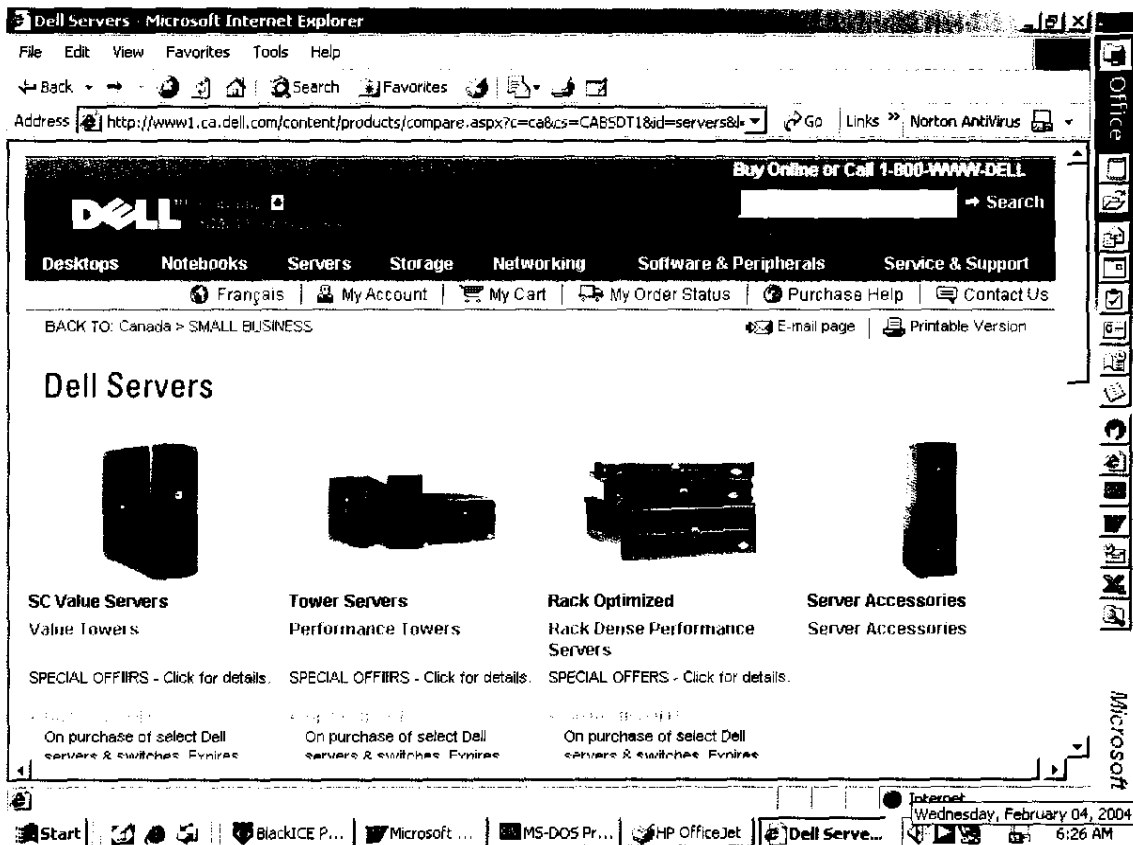 Dell Servers - Microsoft Internet Explorer
File Edit View Favorites Tools Help
Back Search Favorites
Address http://www1.ca.dell.com/content/products/compare.aspx?c=ca&cs=CABSDT1&id=servers&l= Go Links » Norton AntiVirus
Buy Online or Call 1-800-WWW-DELL
DELL
Search
Desktops Notebooks Servers Storage Networking Software & Peripherals Service & Support
Français | My Account | My Cart | My Order Status | Purchase Help | Contact Us
BACK TO: Canada > SMALL BUSINESS E-mail page | Printable Version
Dell Servers
SC Value Servers Tower Servers Rack Optimized Server Accessories
Value Towers Performance Towers Rack Dense Performance Servers Server Accessories
SPECIAL OFFERS - Click for details. SPECIAL OFFERS - Click for details. SPECIAL OFFERS - Click for details.
On purchase of select Dell On purchase of select Dell On purchase of select Dell
servers & switches. Expires servers & switches. Expires servers & switches. Expires
Office
Microsoft
Internet
Wednesday, February 04, 2004
Start BlackICE P... Microsoft ... MS-DOS Pr... HP OfficeJet Dell Serve... 6:26 AM